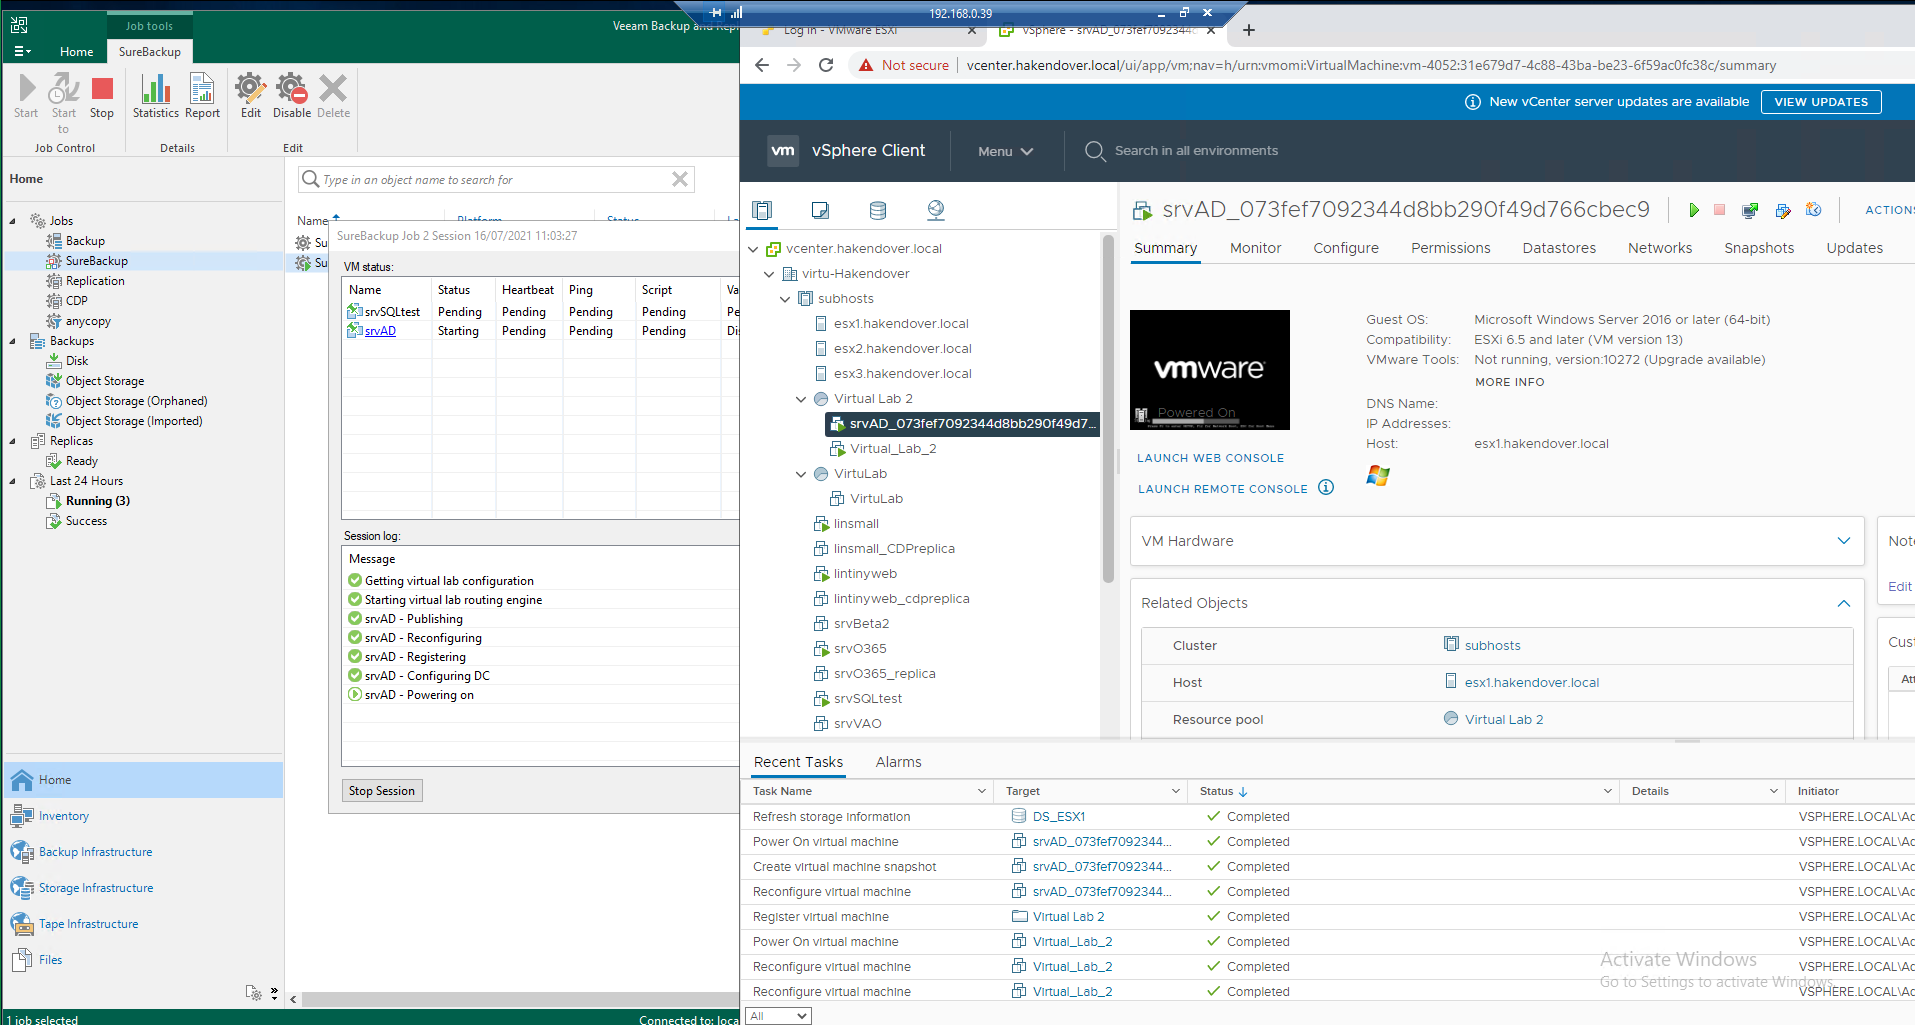 Job tools
Veeam Backup and Repl
Home
SureBackup
Start
Start to
Stop
Statistics
Report
Edit
Disable
Delete
Job Control
Details
Edit
Home
Type in an object name to search for
Jobs
Backup
SureBackup
Replication
CDP
anycopy
Backups
Disk
Object Storage
Object Storage (Orphaned)
Object Storage (Imported)
Replicas
Ready
Last 24 Hours
Running (3)
Success
Home
Inventory
Backup Infrastructure
Storage Infrastructure
Tape Infrastructure
Files
1 job selected
Connected to: loca
Name
Platform
Status
Su
Su
SureBackup Job 2 Session 16/07/2021 11:03:27
VM status:
Name Status Heartbeat Ping Script Va
srvSQLtest Pending Pending Pending Pending Pe
srvAD Starting Pending Pending Pending Di
Session log:
Message
Getting virtual lab configuration
Starting virtual lab routing engine
srvAD - Publishing
srvAD - Reconfiguring
srvAD - Registering
srvAD - Configuring DC
srvAD - Powering on
Stop Session
192.168.0.39
Log in - VMware ESXi
vSphere - srvAD_073fef7092344d
Not secure
vcenter.hakendover.local/ui/app/vm;nav=h/urn:vmomi:VirtualMachine:vm-4052:31e679d7-4c88-43ba-be23-6f59ac0fc38c/summary
New vCenter server updates are available
VIEW UPDATES
vm
vSphere Client
Menu
Search in all environments
vcenter.hakendover.local
virtu-Hakendover
subhosts
esx1.hakendover.local
esx2.hakendover.local
esx3.hakendover.local
Virtual Lab 2
srvAD_073fef7092344d8bb290f49d7...
Virtual_Lab_2
VirtuLab
VirtuLab
linsmall
linsmall_CDPreplica
lintinyweb
lintinyweb_cdpreplica
srvBeta2
srvO365
srvO365_replica
srvSQLtest
srvVAO
srvAD_073fef7092344d8bb290f49d766cbec9
ACTIONS
Summary
Monitor
Configure
Permissions
Datastores
Networks
Snapshots
Updates
vmware
Powered On
LAUNCH WEB CONSOLE
LAUNCH REMOTE CONSOLE
Guest OS: Microsoft Windows Server 2016 or later (64-bit)
Compatibility: ESXi 6.5 and later (VM version 13)
VMware Tools: Not running, version:10272 (Upgrade available)
MORE INFO
DNS Name:
IP Addresses:
Host: esx1.hakendover.local
VM Hardware
Related Objects
Cluster subhosts
Host esx1.hakendover.local
Resource pool Virtual Lab 2
Note
Edit
Cus
Att
Recent Tasks
Alarms
Task Name Target Status Details Initiator
Refresh storage information DS_ESX1 Completed VSPHERE.LOCAL\Ad
Power On virtual machine srvAD_073fef7092344... Completed VSPHERE.LOCAL\Ad
Create virtual machine snapshot srvAD_073fef7092344... Completed VSPHERE.LOCAL\Ad
Reconfigure virtual machine srvAD_073fef7092344... Completed VSPHERE.LOCAL\Ad
Register virtual machine Virtual Lab 2 Completed VSPHERE.LOCAL\Ad
Power On virtual machine Virtual_Lab_2 Completed VSPHERE.LOCAL\Ad
Reconfigure virtual machine Virtual_Lab_2 Completed VSPHERE.LOCAL\Ad
Reconfigure virtual machine Virtual_Lab_2 Completed VSPHERE.LOCAL\Ad
All
Activate Windows
Go to Settings to activate Windows.